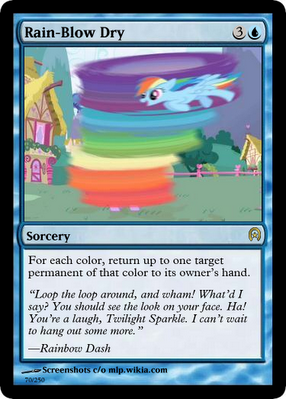 Rain-Blow Dry 3
Sorcery
For each color, return up to one target
permanent of that color to its owner's hand.
"Loop the loop around, and wham! What'd I
say? You should see the look on your face. Ha!
You're a laugh, Twilight Sparkle. I can't wait
to hang out some more."
—Rainbow Dash
Screenshots c/o mlp.wikia.com
70/250